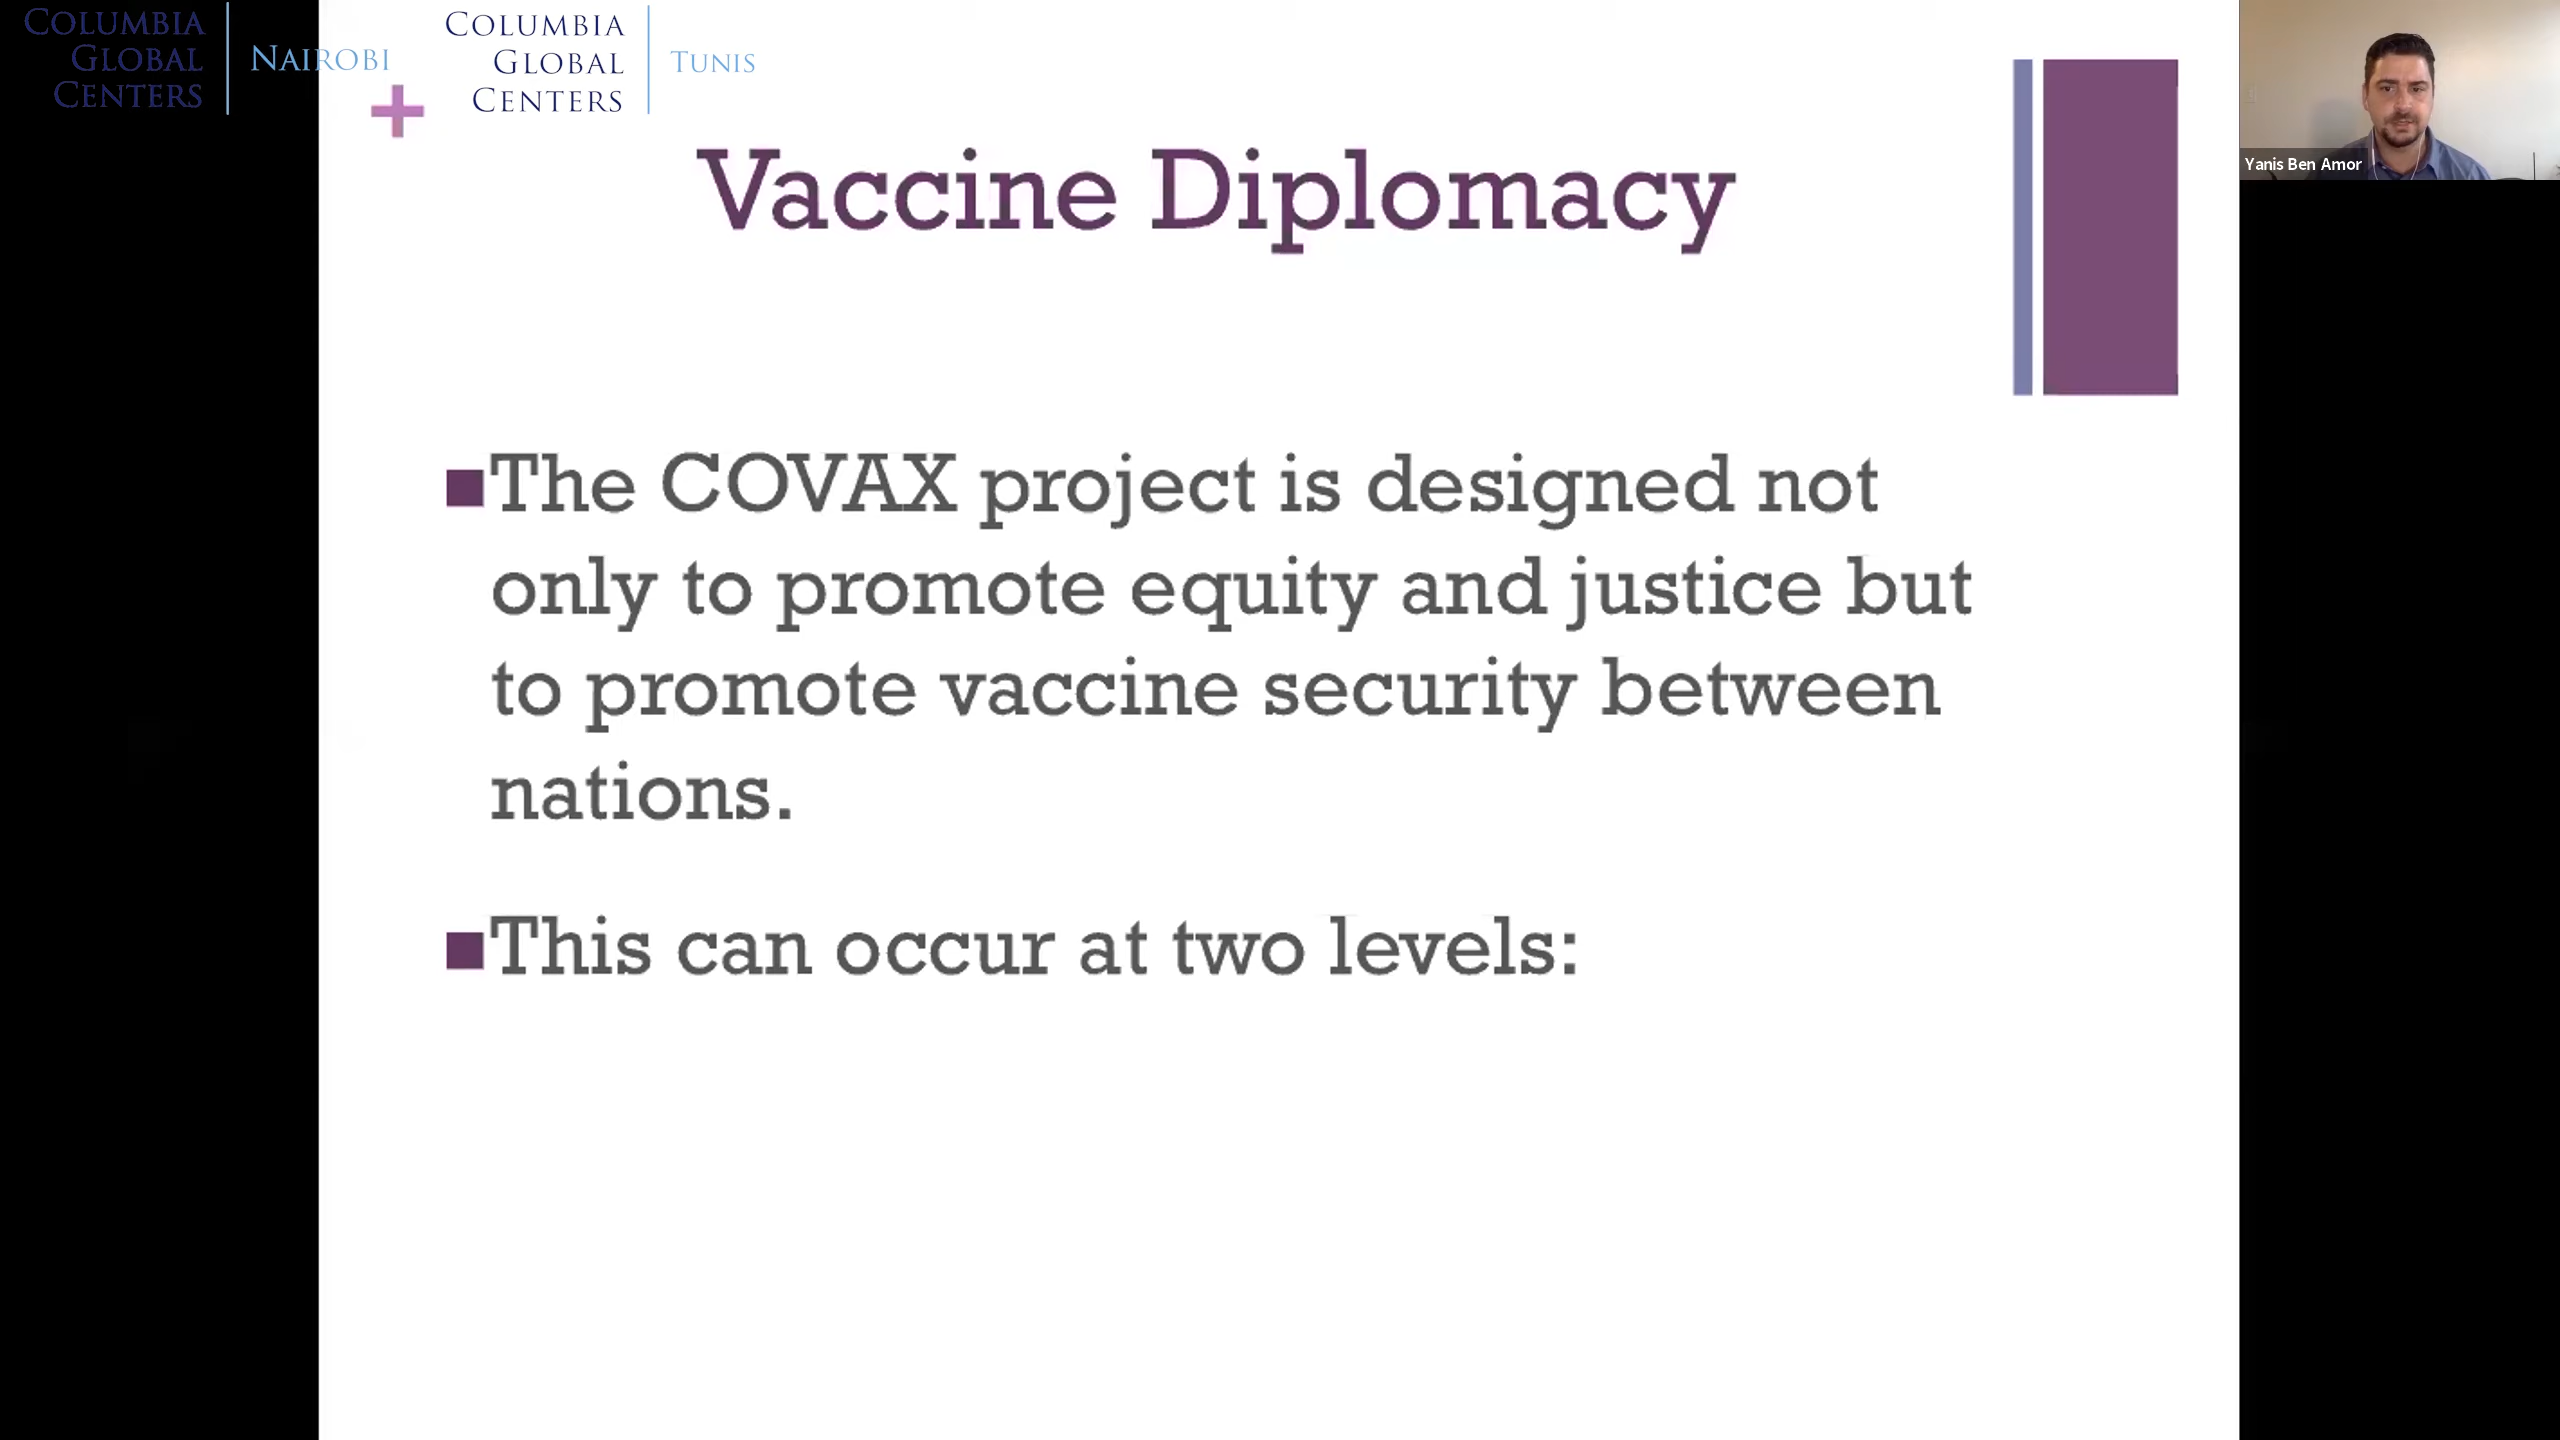 COLUMBIA
GLOBAL
CENTERS
NAIROBI
COLUMBIA
GLOBAL
CENTERS
TUNIS
Yanis Ben Amor
Vaccine Diplomacy
The COVAX project is designed not
only to promote equity and justice but
to promote vaccine security between
nations.
This can occur at two levels: